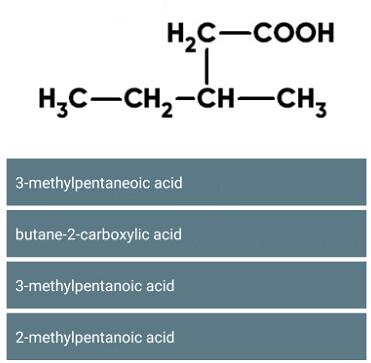 H₂C—COOH
H₃C—CH₂—CH—CH₃
3-methylpentaneoic acid
butane-2-carboxylic acid
3-methylpentanoic acid
2-methylpentanoic acid